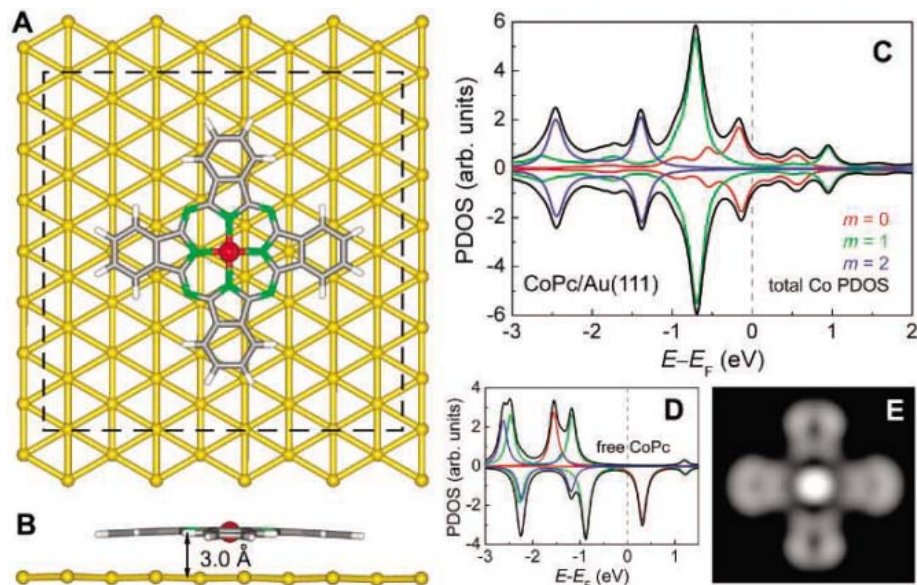 A
B
3.0 Å
C
PDOS (arb. units)
6
4
2
0
-2
-4
-6
m = 0
m = 1
m = 2
total Co PDOS
CoPc/Au(111)
-3
-2
-1
0
1
2
E–E_F (eV)
D
PDOS (arb. units)
4
2
0
-2
-4
free CoPc
-3
-2
-1
0
1
E-E_F (eV)
E